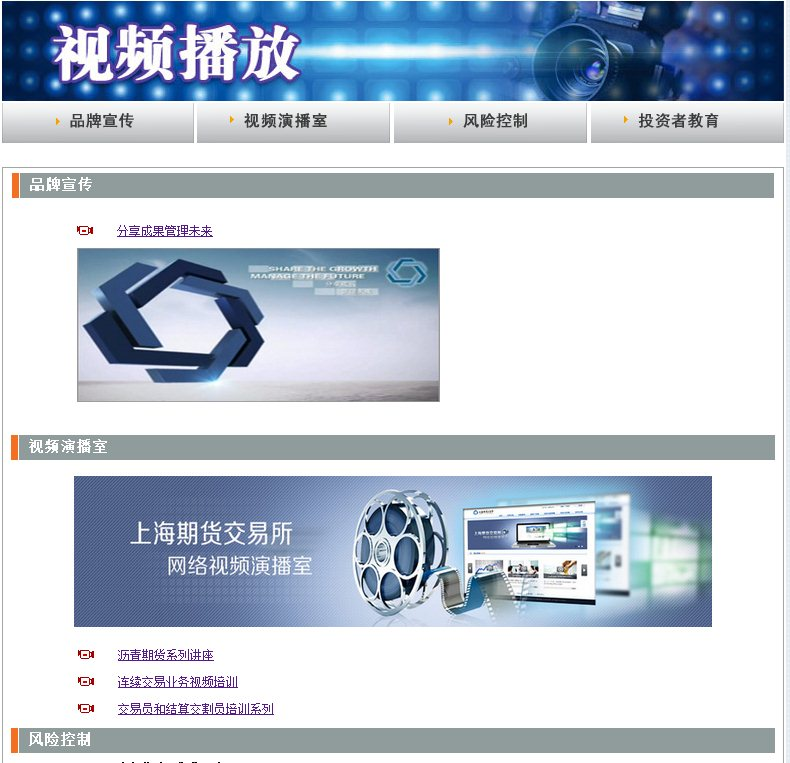 视频播放
品牌宣传
视频演播室
风险控制
投资者教育
品牌宣传
分享成果管理未来
SHARE THE GROWTH
MANAGE THE FUTURE
视频演播室
上海期货交易所
网络视频演播室
沥青期货系列讲座
连续交易业务视频培训
交易员和结算交割员培训系列
风险控制